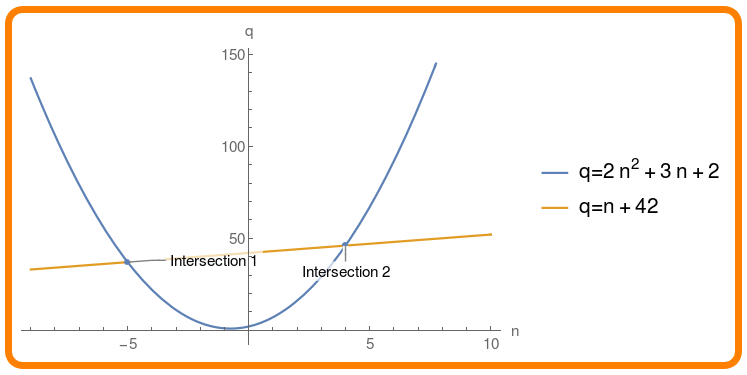 q
150
100
50
Intersection 1
Intersection 2
−5
5
10
n
q=2 n² + 3 n + 2
q=n + 42